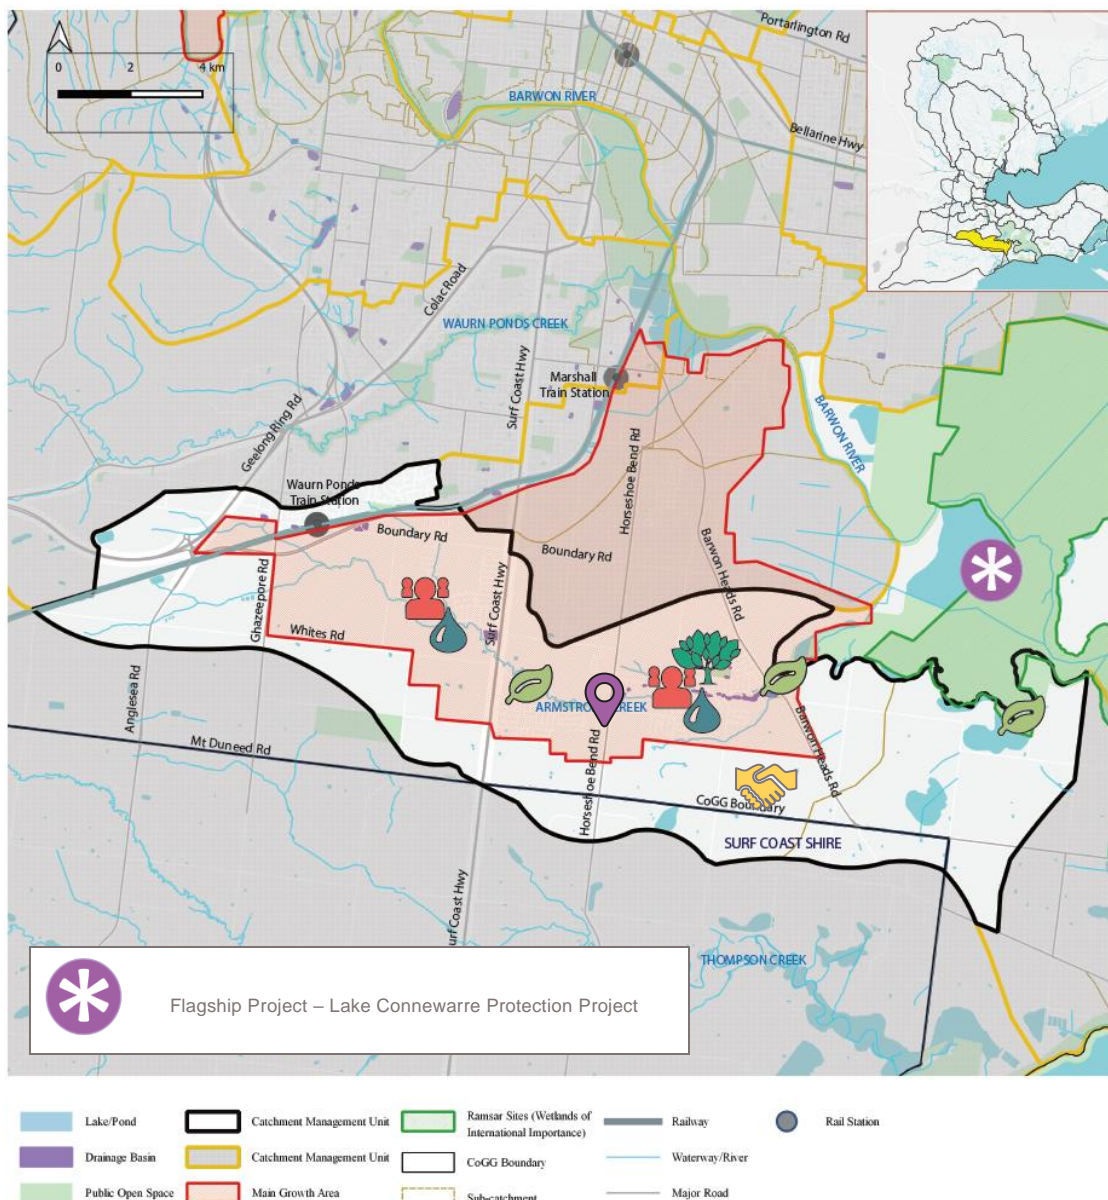 Portarlington Rd
0 2 4 km
BARWON RIVER
Bellarine Hwy
Colac Road
WAURN PONDS CREEK
Surf Coast Hwy
Marshall
Train Station
BARWON RIVER
Geelong Ring Rd
Horseshoe Bend Rd
Waurn Ponds
Train Station
Boundary Rd
Boundary Rd
Barwon Heads Rd
Ghazeepore Rd
Surf Coast Hwy
Whites Rd
Anglesea Rd
ARMSTRO CREEK
Mt Duneed Rd
Horseshoe Bend Rd
Barwon Heads Rd
CoGG Boundary
SURF COAST SHIRE
urf Coast Hwy
THOMPSON CREEK
Flagship Project – Lake Connewarre Protection Project
Lake/Pond
Catchment Management Unit
Ramsar Sites (Wetlands of
International Importance)
Railway
Rail Station
Drainage Basin
Catchment Management Unit
CoGG Boundary
Waterway/River
Public Open Space
Main Growth Area
Sub-catchment
Major Road